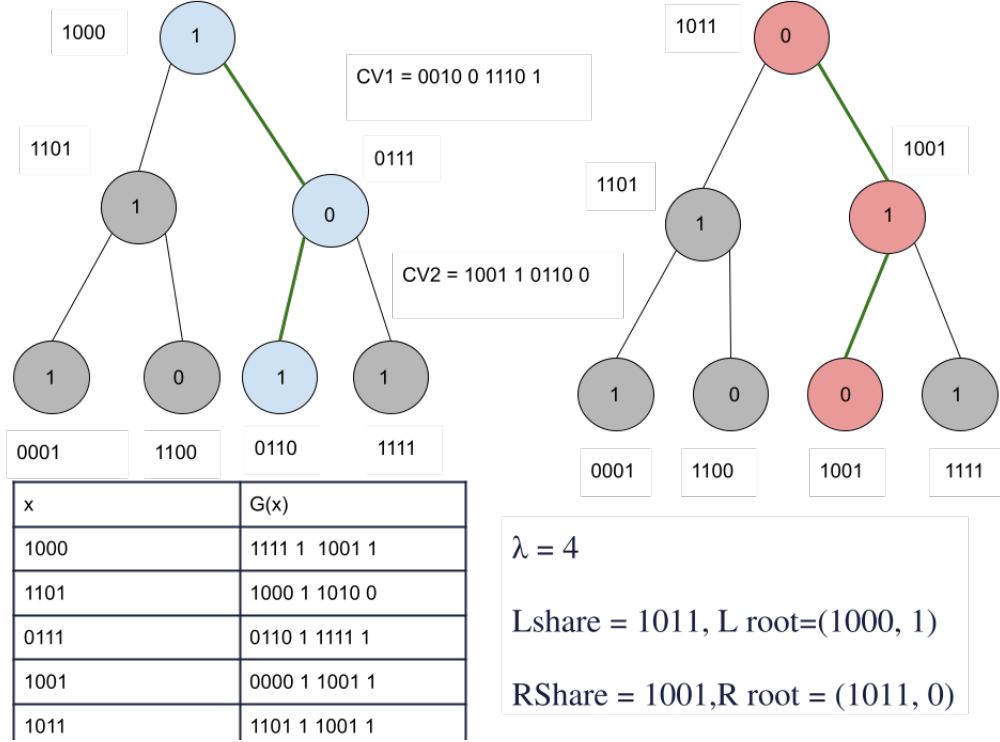 1000
1
CV1 = 0010 0 1110 1
1101
0111
1
0
CV2 = 1001 1 0110 0
1
0
1
1
0001
1100
0110
1111
1011
0
1001
1101
1
1
1
0
0
1
0001
1100
1001
1111
x G(x)
1000 1111 1 1001 1
1101 1000 1 1010 0
0111 0110 1 1111 1
1001 0000 1 1001 1
1011 1101 1 1001 1
λ = 4
Lshare = 1011, L root=(1000, 1)
RShare = 1001,R root = (1011, 0)